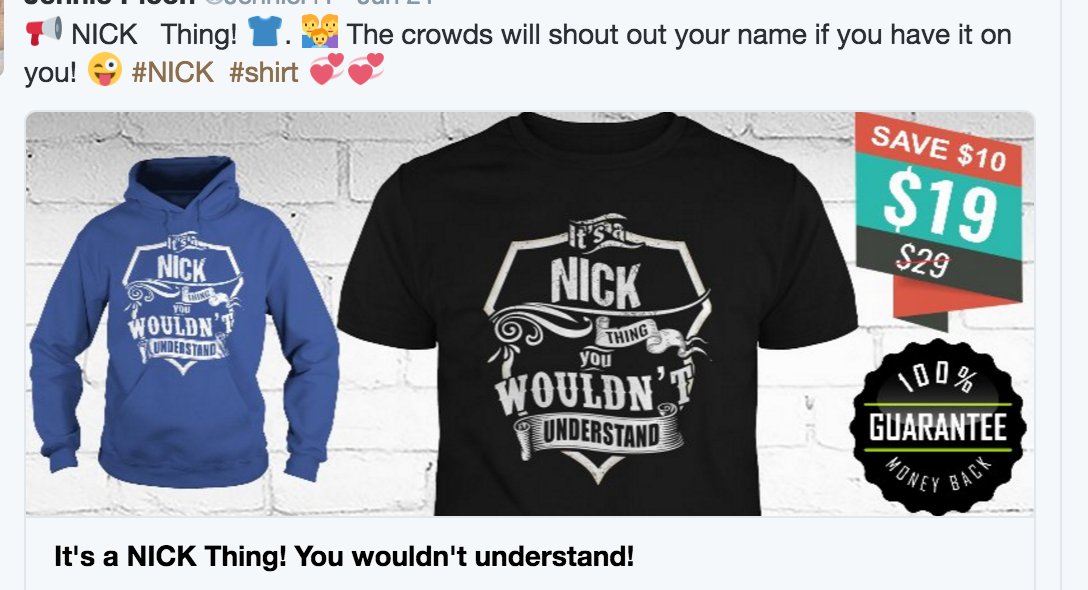 NICK Thing! 👕. The crowds will shout out your name if you have it on
you! 😜 #NICK #shirt 💞💞
It's a
NICK
THING
YOU
WOULDN'T
UNDERSTAND
It's a
NICK
THING
you
WOULDN'T
UNDERSTAND
SAVE $10
$19
$29
100%
GUARANTEE
MONEY BACK
It's a NICK Thing! You wouldn't understand!